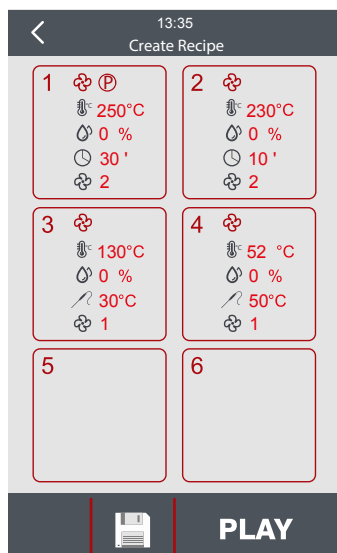 13:35
Create Recipe
1 P
°C 250°C
0 %
30 '
2
2
°C 230°C
0 %
10 '
2
3
°C 130°C
0 %
30°C
1
4
°C 52 °C
0 %
50°C
1
5
6
PLAY